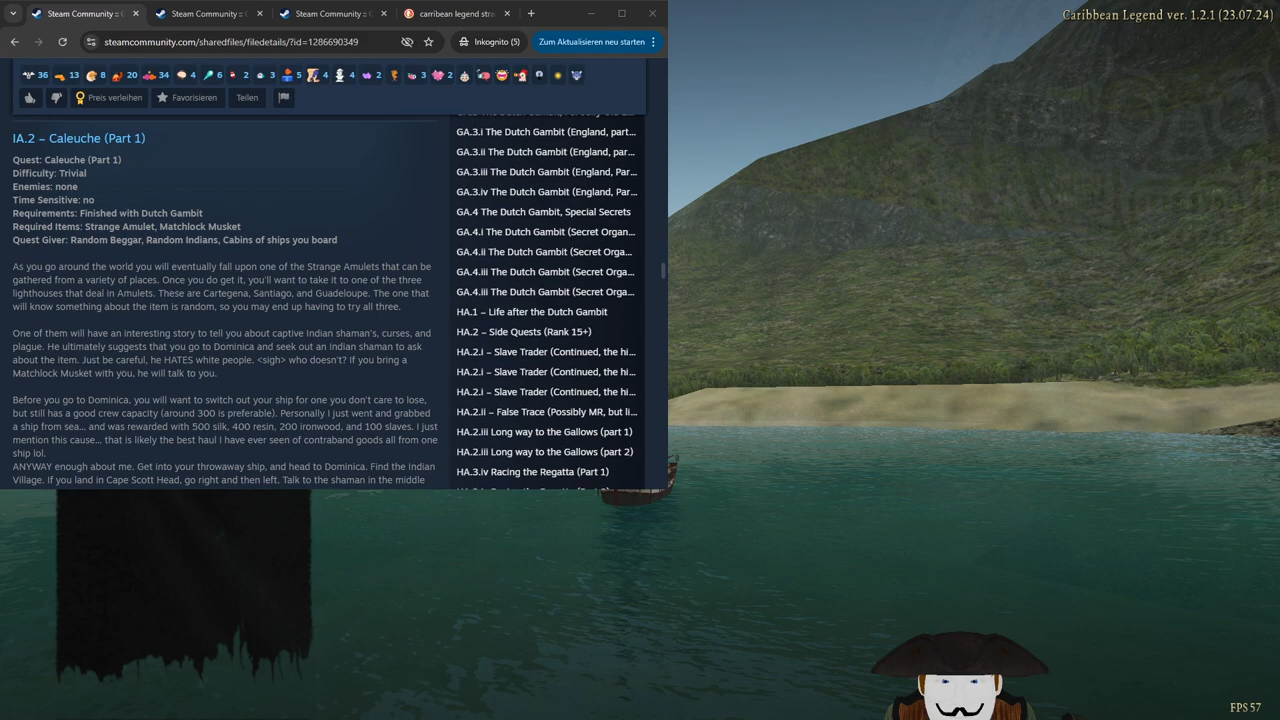 Steam Community ::
Steam Community ::
Steam Community ::
carribean legend stra
steamcommunity.com/sharedfiles/filedetails/?id=1286690349
Inkognito (5)
Zum Aktualisieren neu starten
Caribbean Legend ver. 1.2.1 (23.07.24)
36 13 8 20 34 4 6 2 3 5 4 4 2 3 2
Preis verleihen
Favorisieren
Teilen
IA.2 – Caleuche (Part 1)
Quest: Caleuche (Part 1)
Difficulty: Trivial
Enemies: none
Time Sensitive: no
Requirements: Finished with Dutch Gambit
Required Items: Strange Amulet, Matchlock Musket
Quest Giver: Random Beggar, Random Indians, Cabins of ships you board
As you go around the world you will eventually fall upon one of the Strange Amulets that can be
gathered from a variety of places. Once you do get it, you'll want to take it to one of the three
lighthouses that deal in Amulets. These are Cartegena, Santiago, and Guadeloupe. The one that
will know something about the item is random, so you may end up having to try all three.
One of them will have an interesting story to tell you about captive Indian shaman's, curses, and
plague. He ultimately suggests that you go to Dominica and seek out an Indian shaman to ask
about the item. Just be careful, he HATES white people. <sigh> who doesn't? If you bring a
Matchlock Musket with you, he will talk to you.
Before you go to Dominica, you will want to switch out your ship for one you don't care to lose,
but still has a good crew capacity (around 300 is preferable). Personally I just went and grabbed
a ship from sea... and was rewarded with 500 silk, 400 resin, 200 ironwood, and 100 slaves. I just
mention this cause... that is likely the best haul I have ever seen of contraband goods all from one
ship lol.
ANYWAY enough about me. Get into your throwaway ship, and head to Dominica. Find the Indian
Village. If you land in Cape Scott Head, go right and then left. Talk to the shaman in the middle
GA.3.i The Dutch Gambit (England, part...
GA.3.ii The Dutch Gambit (England, par...
GA.3.iii The Dutch Gambit (England, Par...
GA.3.iv The Dutch Gambit (England, Par...
GA.4 The Dutch Gambit, Special Secrets
GA.4.i The Dutch Gambit (Secret Organ...
GA.4.ii The Dutch Gambit (Secret Orga...
GA.4.iii The Dutch Gambit (Secret Orga...
GA.4.iii The Dutch Gambit (Secret Orga...
HA.1 – Life after the Dutch Gambit
HA.2 – Side Quests (Rank 15+)
HA.2.i – Slave Trader (Continued, the hi...
HA.2.i – Slave Trader (Continued, the hi...
HA.2.i – Slave Trader (Continued, the hi...
HA.2.ii – False Trace (Possibly MR, but li...
HA.2.iii Long way to the Gallows (part 1)
HA.2.iii Long way to the Gallows (part 2)
HA.3.iv Racing the Regatta (Part 1)
FPS 57